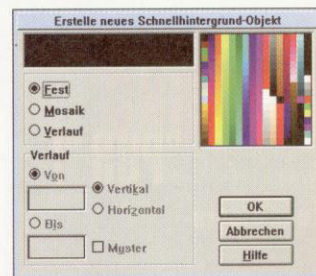 Erstelle neues Schnellhintergrund-Objekt
Fest
Mosaik
Verlauf
Verlauf
Von
Vertikal
Horizontal
Bis
Muster
OK
Abbrechen
Hilfe